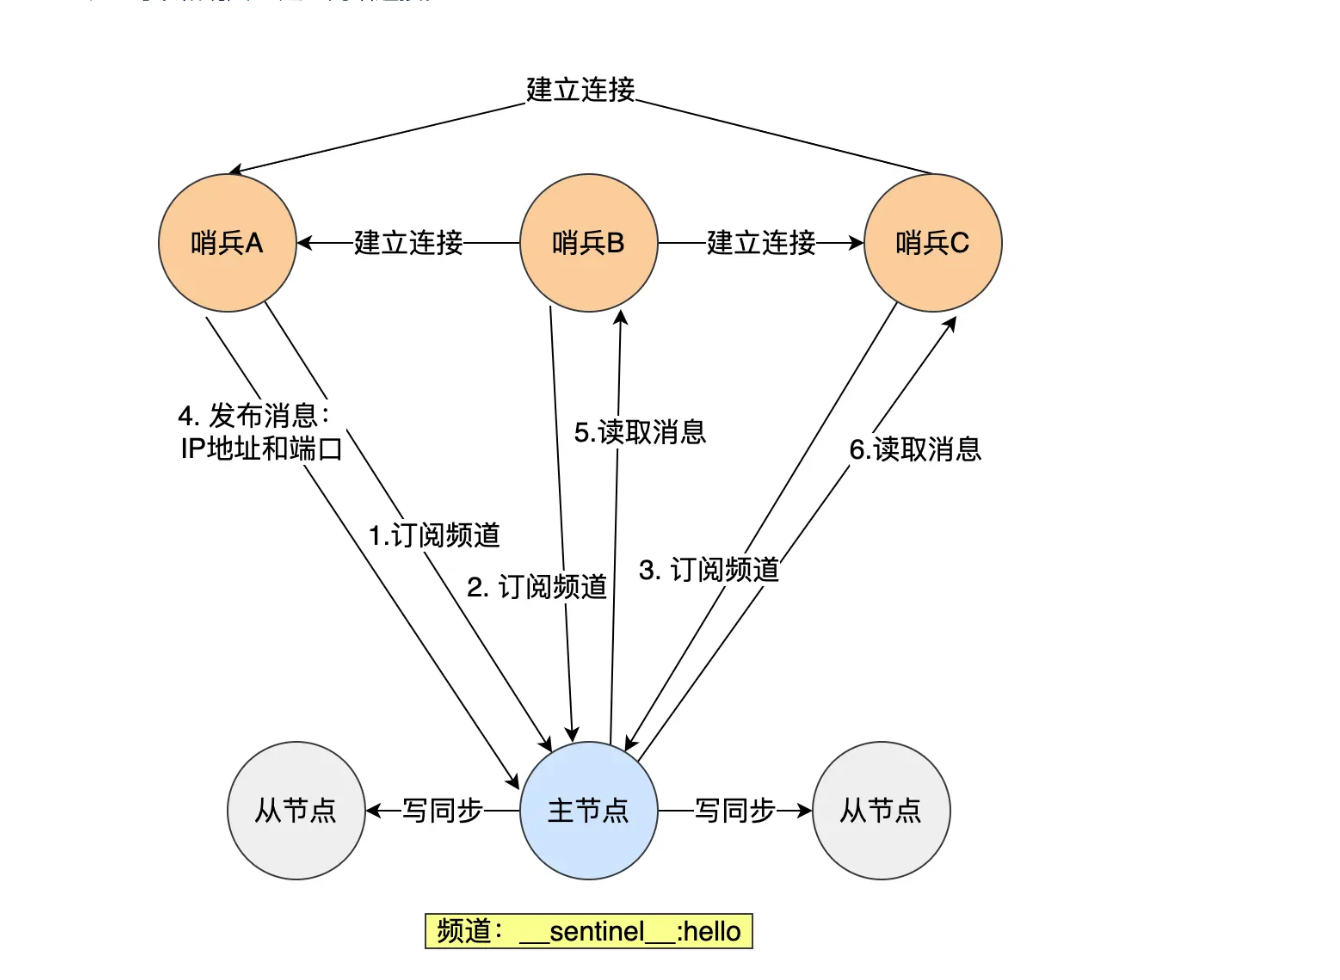 建立连接
哨兵A
建立连接
哨兵B
建立连接
哨兵C
4. 发布消息：
IP地址和端口
5.读取消息
6.读取消息
1.订阅频道
2. 订阅频道
3. 订阅频道
从节点
写同步
主节点
写同步
从节点
频道：__sentinel__:hello